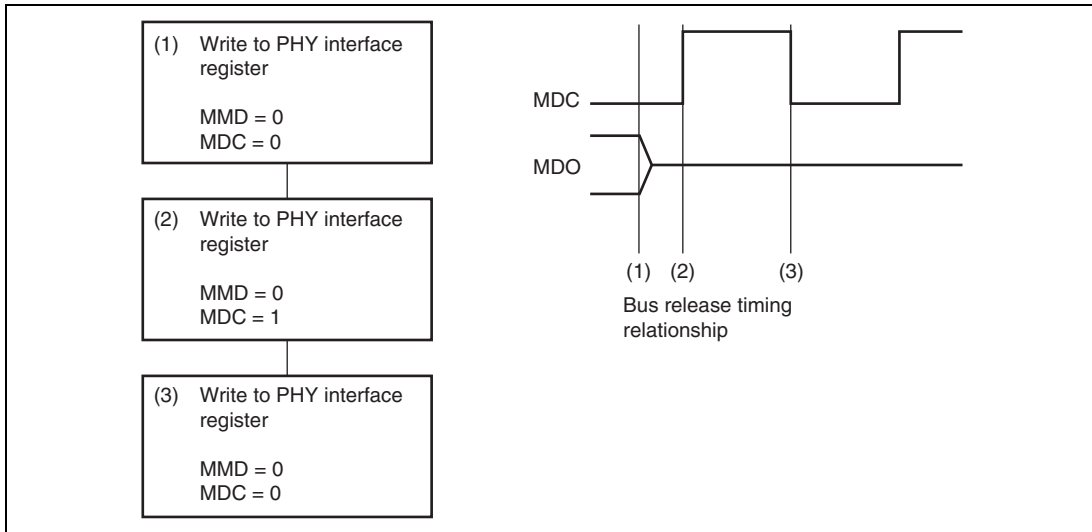 (1) Write to PHY interface
register
MMD = 0
MDC = 0
(2) Write to PHY interface
register
MMD = 0
MDC = 1
(3) Write to PHY interface
register
MMD = 0
MDC = 0
MDC
MDO
(1) (2) (3)
Bus release timing
relationship